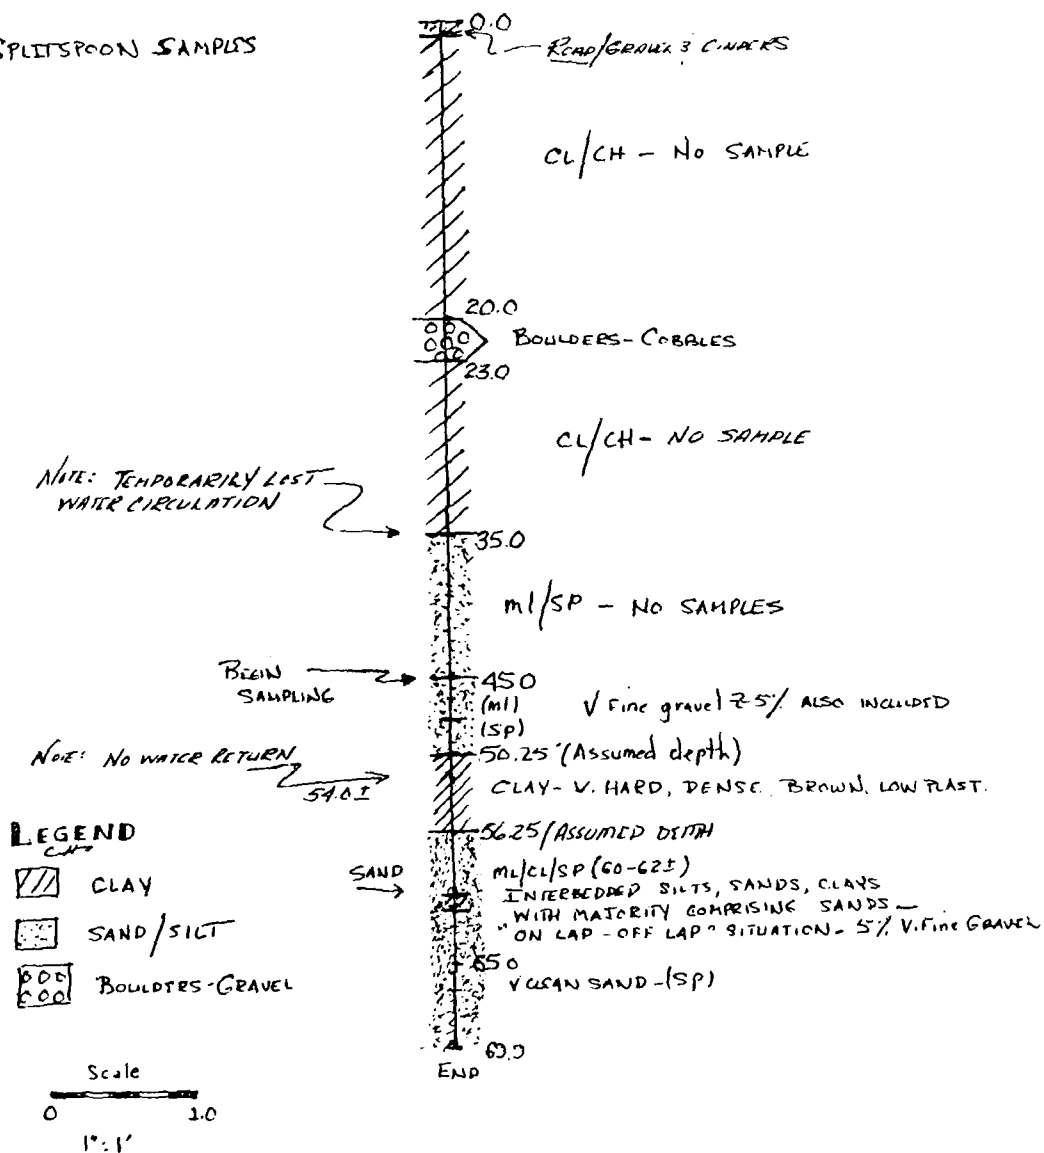 SPLITSPOON SAMPLES
0.0
ROAD/GRAVEL & CINDERS
CL/CH - NO SAMPLE
20.0
BOULDERS-COBBLES
23.0
CL/CH- NO SAMPLE
NOTE: TEMPORARILY LOST
WATER CIRCULATION
35.0
ml/SP - NO SAMPLES
BEGIN
SAMPLING
45.0
(ml)
(SP)
V Fine gravel ± 5% ALSO INCLUDED
NOTE: NO WATER RETURN
54.0±
50.25 (Assumed depth)
CLAY- V. HARD, DENSE, BROWN, LOW PLAST.
56.25/ASSUMED DEPTH
LEGEND
CLAY
SAND/SILT
BOULDERS-GRAVEL
SAND
ML/CL/SP (60-62±)
INTERBEDDED SILTS, SANDS, CLAYS
WITH MAJORITY COMPRISING SANDS -
"ON LAP -OFF LAP" SITUATION- 5% V. Fine GRAVEL
65.0
V CLEAN SAND-(SP)
END
Scale
0
1":1'